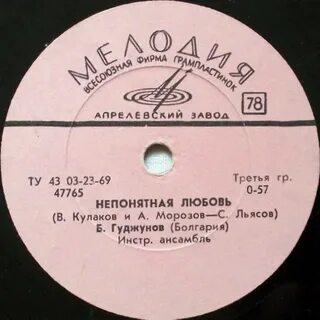 МЕЛОДИЯ
ВСЕСОЮЗНАЯ ФИРМА ГРАМПЛАСТИНОК
78
АПРЕЛЕВСКИЙ ЗАВОД
ТУ 43 03-23-69
47765
Третья гр.
0-57
НЕПОНЯТНАЯ ЛЮБОВЬ
(В. Кулаков и А. Морозов—С. Льясов)
Б. Гуджунов (Болгария)
Инстр. ансамбль